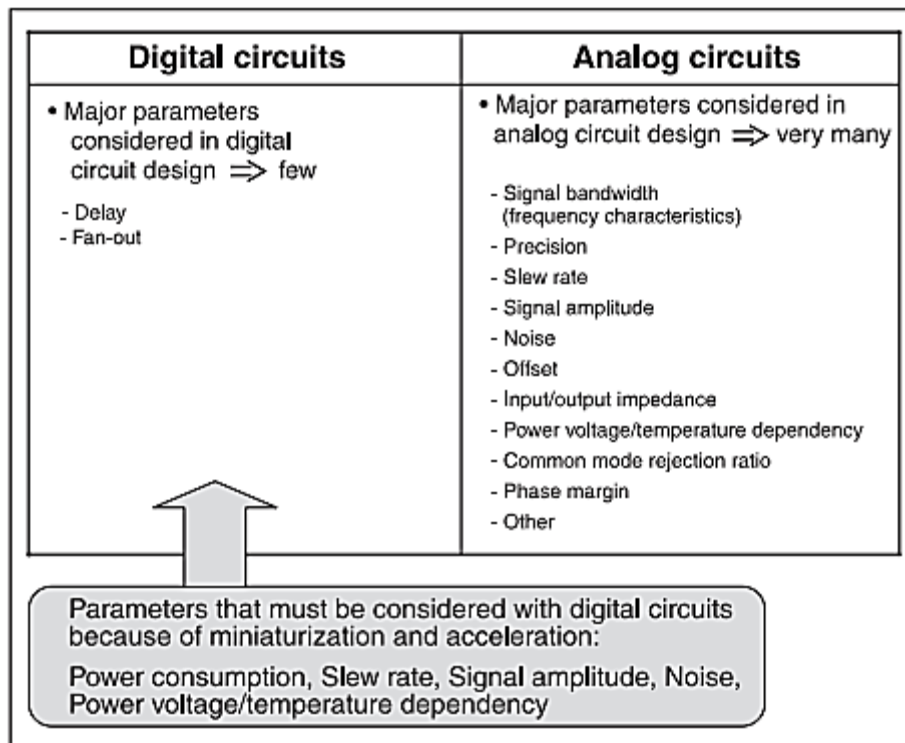 Digital circuits
• Major parameters
considered in digital
circuit design ⇒ few
- Delay
- Fan-out
Analog circuits
• Major parameters considered in
analog circuit design ⇒ very many
- Signal bandwidth
(frequency characteristics)
- Precision
- Slew rate
- Signal amplitude
- Noise
- Offset
- Input/output impedance
- Power voltage/temperature dependency
- Common mode rejection ratio
- Phase margin
- Other
Parameters that must be considered with digital circuits
because of miniaturization and acceleration:
Power consumption, Slew rate, Signal amplitude, Noise,
Power voltage/temperature dependency